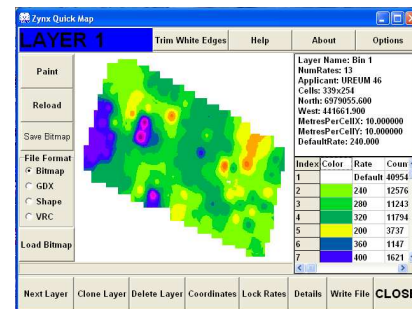 Zynx Quick Map
LAYER 1
Trim White Edges
Help
About
Options
Paint
Reload
Save Bitmap
File Format
Bitmap
GDX
Shape
VRC
Load Bitmap
Layer Name: Bin 1
NumRates: 13
Applicant: UREUM 46
Cells: 339x254
North: 6979055.600
West: 441661.900
MetresPerCellX: 10.000000
MetresPerCellY: 10.000000
DefaultRate: 240.000
Index Color Rate Coun
1 Default 40954
2 240 12576
3 280 11243
4 320 11794
5 200 3737
6 360 1147
7 400 1621
Next Layer Clone Layer Delete Layer Coordinates Lock Rates Details Write File CLOSE